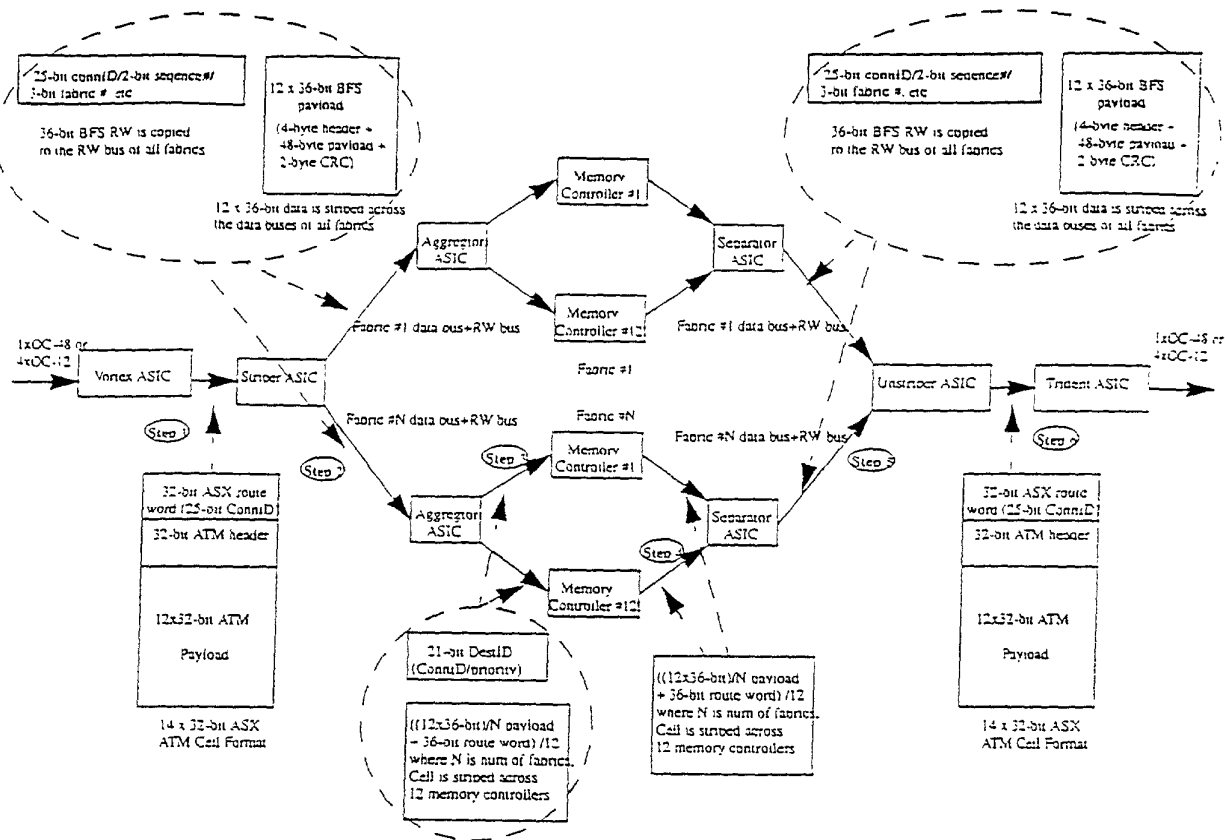 25-bit connID/2-bit seqence#/
3-bit fabric #, etc
36-bit BFS RW is copied
to the RW bus of all fabrics
12 x 36-bit BFS
payload
(4-byte header +
48-byte payload +
2-byte CRC)
12 x 36-bit data is striped across
the data buses of all fabrics
25-bit connID/2-bit sequence#/
3-bit fabric #, etc
36-bit BFS RW is copied
to the RW bus of all fabrics
12 x 36-bit BFS
payload
(4-byte header +
48-byte payload +
2-byte CRC)
12 x 36-bit data is striped across
the data buses of all fabrics
Memory
Controller #1
Aggregtor
ASIC
Separator
ASIC
Memory
Controller #12
Fabric #1 data bus+RW bus
Fabric #1 data bus+RW bus
Fabric #1
1xOC-48 or
4xOC-12
Vortex ASIC
Striper ASIC
Unstriper ASIC
Trident ASIC
1xOC-48 or
4xOC-12
Fabric #N data bus+RW bus
Fabric #N
Fabric #N data bus+RW bus
Step 1
Step 2
Step 3
Memory
Controller #1
Step 5
Step 6
Aggregtor
ASIC
Separator
ASIC
Step 4
Memory
Controller #12
32-bit ASX route
word (25-bit ConnID)
32-bit ATM header
12x32-bit ATM
Payload
14 x 32-bit ASX
ATM Cell Format
21-bit DestID
(ConnID/priority)
((12x36-bit)/N payload
+ 36-bit route word) /12
where N is num of fabrics.
Cell is striped across
12 memory controllers
((12x36-bit)/N payload
+ 36-bit route word) /12
where N is num of fabrics.
Cell is striped across
12 memory controllers
32-bit ASX route
word (25-bit ConnID)
32-bit ATM header
12x32-bit ATM
Payload
14 x 32-bit ASX
ATM Cell Format